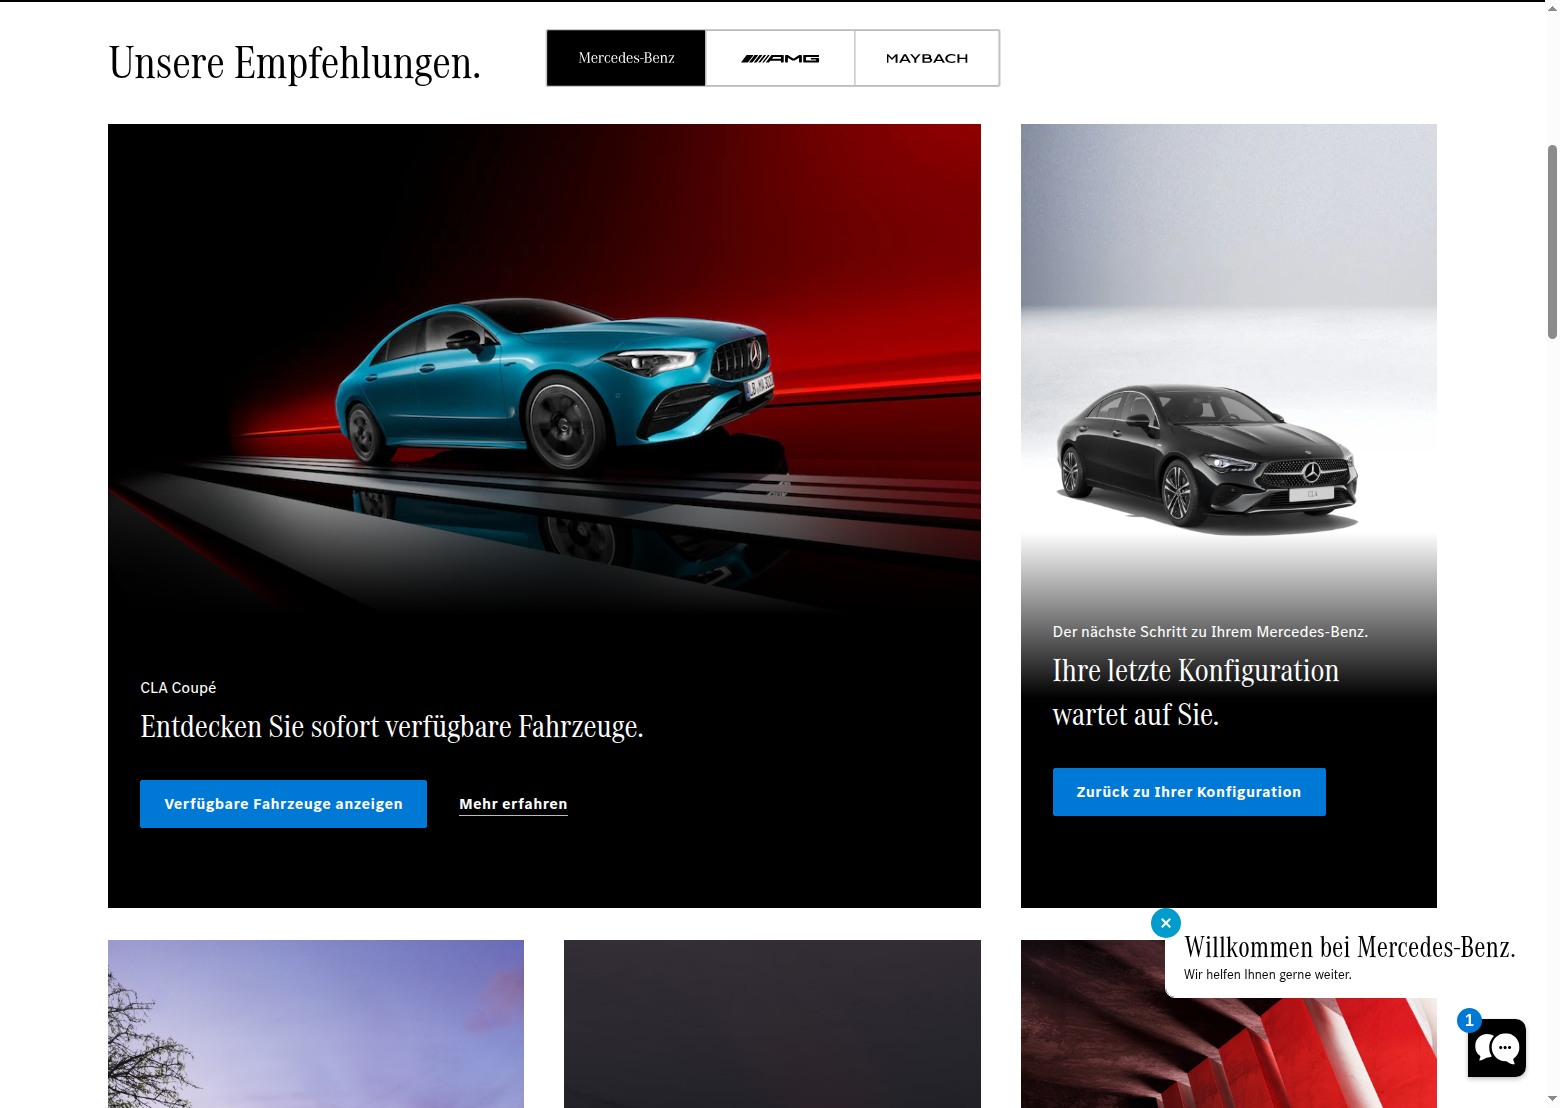 Unsere Empfehlungen.
Mercedes-Benz
AMG
MAYBACH
CLA Coupé
Entdecken Sie sofort verfügbare Fahrzeuge.
Verfügbare Fahrzeuge anzeigen
Mehr erfahren
Der nächste Schritt zu Ihrem Mercedes-Benz.
Ihre letzte Konfiguration
wartet auf Sie.
Zurück zu Ihrer Konfiguration
CLA
Willkommen bei Mercedes-Benz.
Wir helfen Ihnen gerne weiter.
1